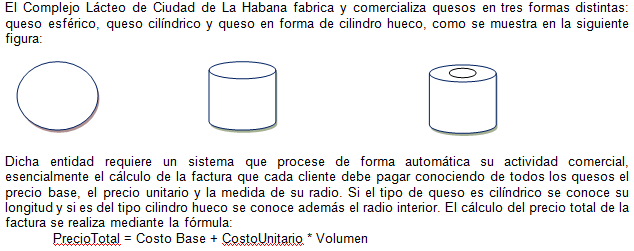 El Complejo Lácteo de Ciudad de La Habana fabrica y comercializa quesos en tres formas distintas:
queso esférico, queso cilíndrico y queso en forma de cilindro hueco, como se muestra en la siguiente
figura:
Dicha entidad requiere un sistema que procese de forma automática su actividad comercial,
esencialmente el cálculo de la factura que cada cliente debe pagar conociendo de todos los quesos el
precio base, el precio unitario y la medida de su radio. Si el tipo de queso es cilíndrico se conoce su
longitud y si es del tipo cilindro hueco se conoce además el radio interior. El cálculo del precio total de la
factura se realiza mediante la fórmula:
PrecioTotal = Costo Base + CostoUnitario * Volumen